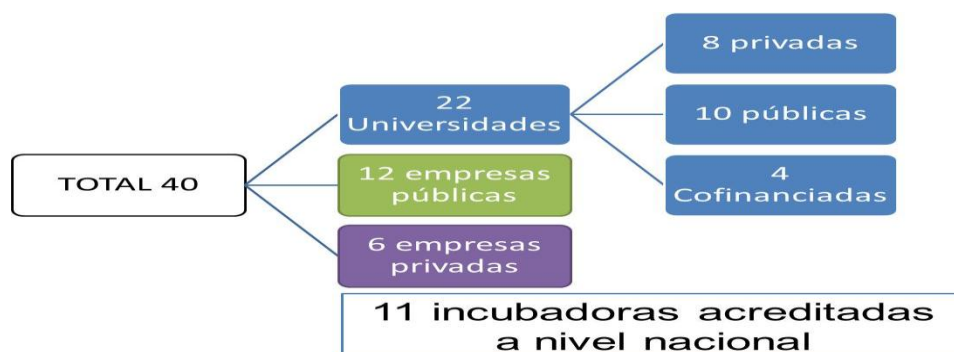 TOTAL 40
22
Universidades
12 empresas
públicas
6 empresas
privadas
8 privadas
10 públicas
4
Cofinanciadas
11 incubadoras acreditadas
a nivel nacional